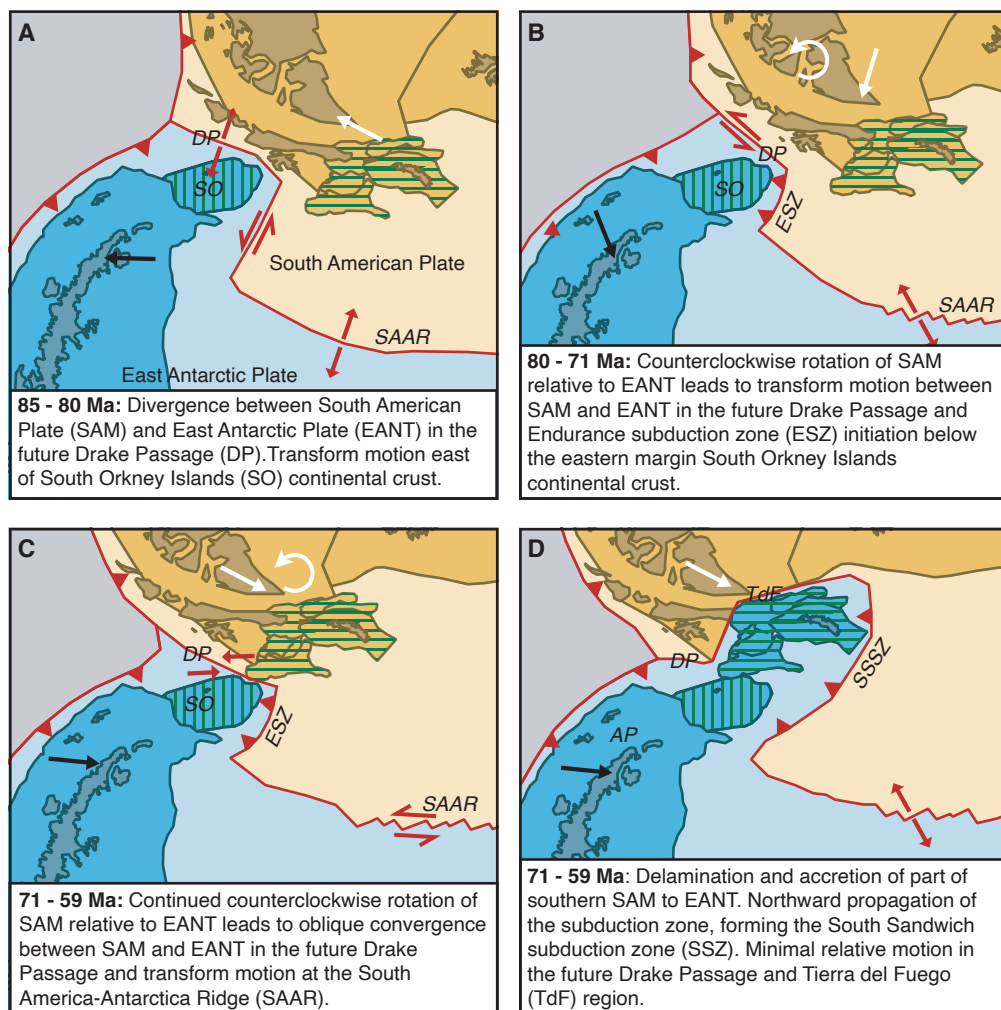 A
DP
SO
South American Plate
SAAR
East Antarctic Plate
85 - 80 Ma: Divergence between South American
Plate (SAM) and East Antarctic Plate (EANT) in the
future Drake Passage (DP).Transform motion east
of South Orkney Islands (SO) continental crust.
B
DP
SO
ESZ
SAAR
80 - 71 Ma: Counterclockwise rotation of SAM
relative to EANT leads to transform motion between
SAM and EANT in the future Drake Passage and
Endurance subduction zone (ESZ) initiation below
the eastern margin South Orkney Islands
continental crust.
C
DP
SO
ESZ
SAAR
71 - 59 Ma: Continued counterclockwise rotation of
SAM relative to EANT leads to oblique convergence
between SAM and EANT in the future Drake
Passage and transform motion at the South
America-Antarctica Ridge (SAAR).
D
TdF
DP
SSSZ
AP
71 - 59 Ma: Delamination and accretion of part of
southern SAM to EANT. Northward propagation of
the subduction zone, forming the South Sandwich
subduction zone (SSZ). Minimal relative motion in
the future Drake Passage and Tierra del Fuego
(TdF) region.